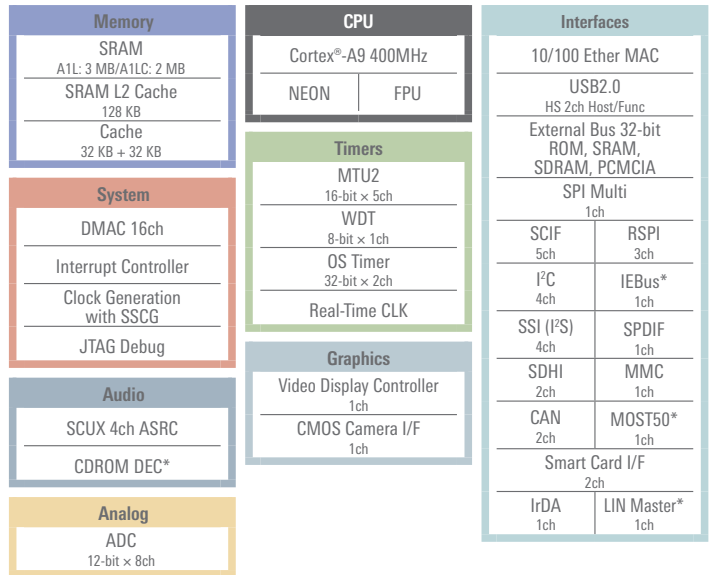 Memory
SRAM
A1L: 3 MB/A1LC: 2 MB
SRAM L2 Cache
128 KB
Cache
32 KB + 32 KB
System
DMAC 16ch
Interrupt Controller
Clock Generation
with SSCG
JTAG Debug
Audio
SCUX 4ch ASRC
CDROM DEC*
Analog
ADC
12-bit × 8ch
CPU
Cortex®-A9 400MHz
NEON
FPU
Timers
MTU2
16-bit × 5ch
WDT
8-bit × 1ch
OS Timer
32-bit × 2ch
Real-Time CLK
Graphics
Video Display Controller
1ch
CMOS Camera I/F
1ch
Interfaces
10/100 Ether MAC
USB2.0
HS 2ch Host/Func
External Bus 32-bit
ROM, SRAM,
SDRAM, PCMCIA
SPI Multi
1ch
SCIF
5ch
RSPI
3ch
I²C
4ch
IEBus*
1ch
SSI (I²S)
4ch
SPDIF
1ch
SDHI
2ch
MMC
1ch
CAN
2ch
MOST50*
1ch
Smart Card I/F
2ch
IrDA
1ch
LIN Master*
1ch